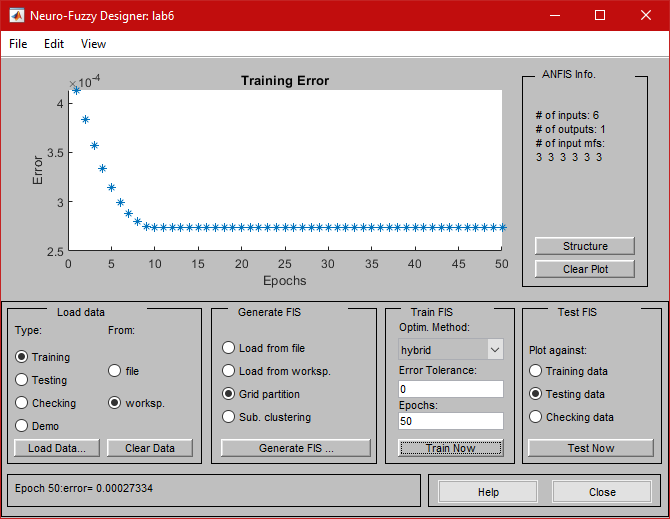 Neuro-Fuzzy Designer: lab6
File Edit View
Training Error
×10^-4
4
3.5
3
2.5
Error
0 5 10 15 20 25 30 35 40 45 50
Epochs
ANFIS Info.
# of inputs: 6
# of outputs: 1
# of input mfs:
3 3 3 3 3 3
Structure
Clear Plot
Load data
Type: From:
Training
Testing
Checking
Demo
file
worksp.
Load Data... Clear Data
Generate FIS
Load from file
Load from worksp.
Grid partition
Sub. clustering
Generate FIS ...
Train FIS
Optim. Method:
hybrid
Error Tolerance:
0
Epochs:
50
Train Now
Test FIS
Plot against:
Training data
Testing data
Checking data
Test Now
Epoch 50:error= 0.00027334
Help Close